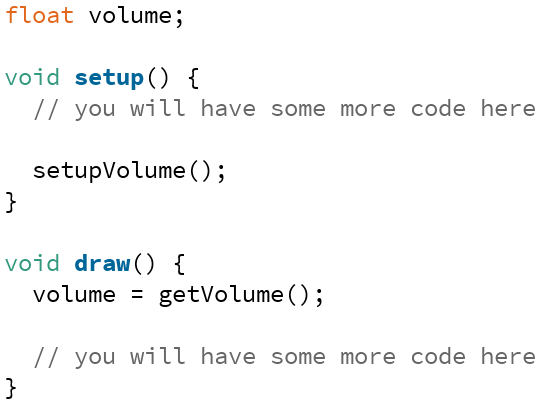 float volume;
void setup() {
// you will have some more code here
setupVolume();
}
void draw() {
volume = getVolume();
// you will have some more code here
}